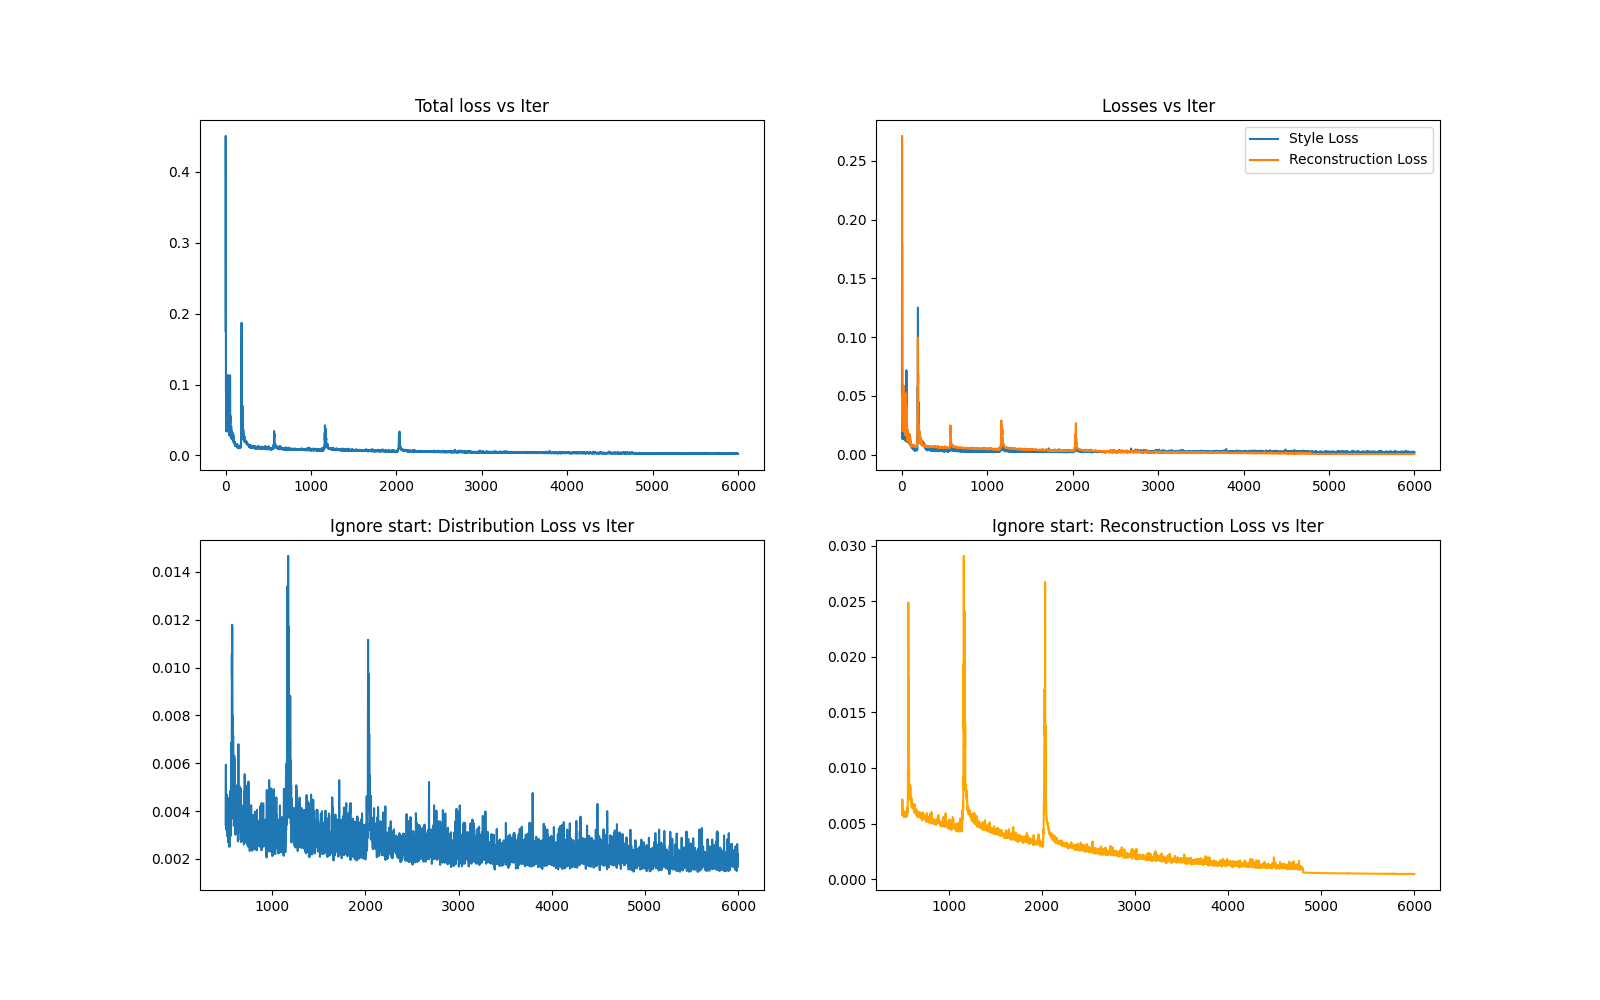 Total loss vs Iter
0.4
0.3
0.2
0.1
0.0
0 1000 2000 3000 4000 5000 6000
Losses vs Iter
Style Loss
Reconstruction Loss
0.25
0.20
0.15
0.10
0.05
0.00
0 1000 2000 3000 4000 5000 6000
Ignore start: Distribution Loss vs Iter
0.014
0.012
0.010
0.008
0.006
0.004
0.002
1000 2000 3000 4000 5000 6000
Ignore start: Reconstruction Loss vs Iter
0.030
0.025
0.020
0.015
0.010
0.005
0.000
1000 2000 3000 4000 5000 6000